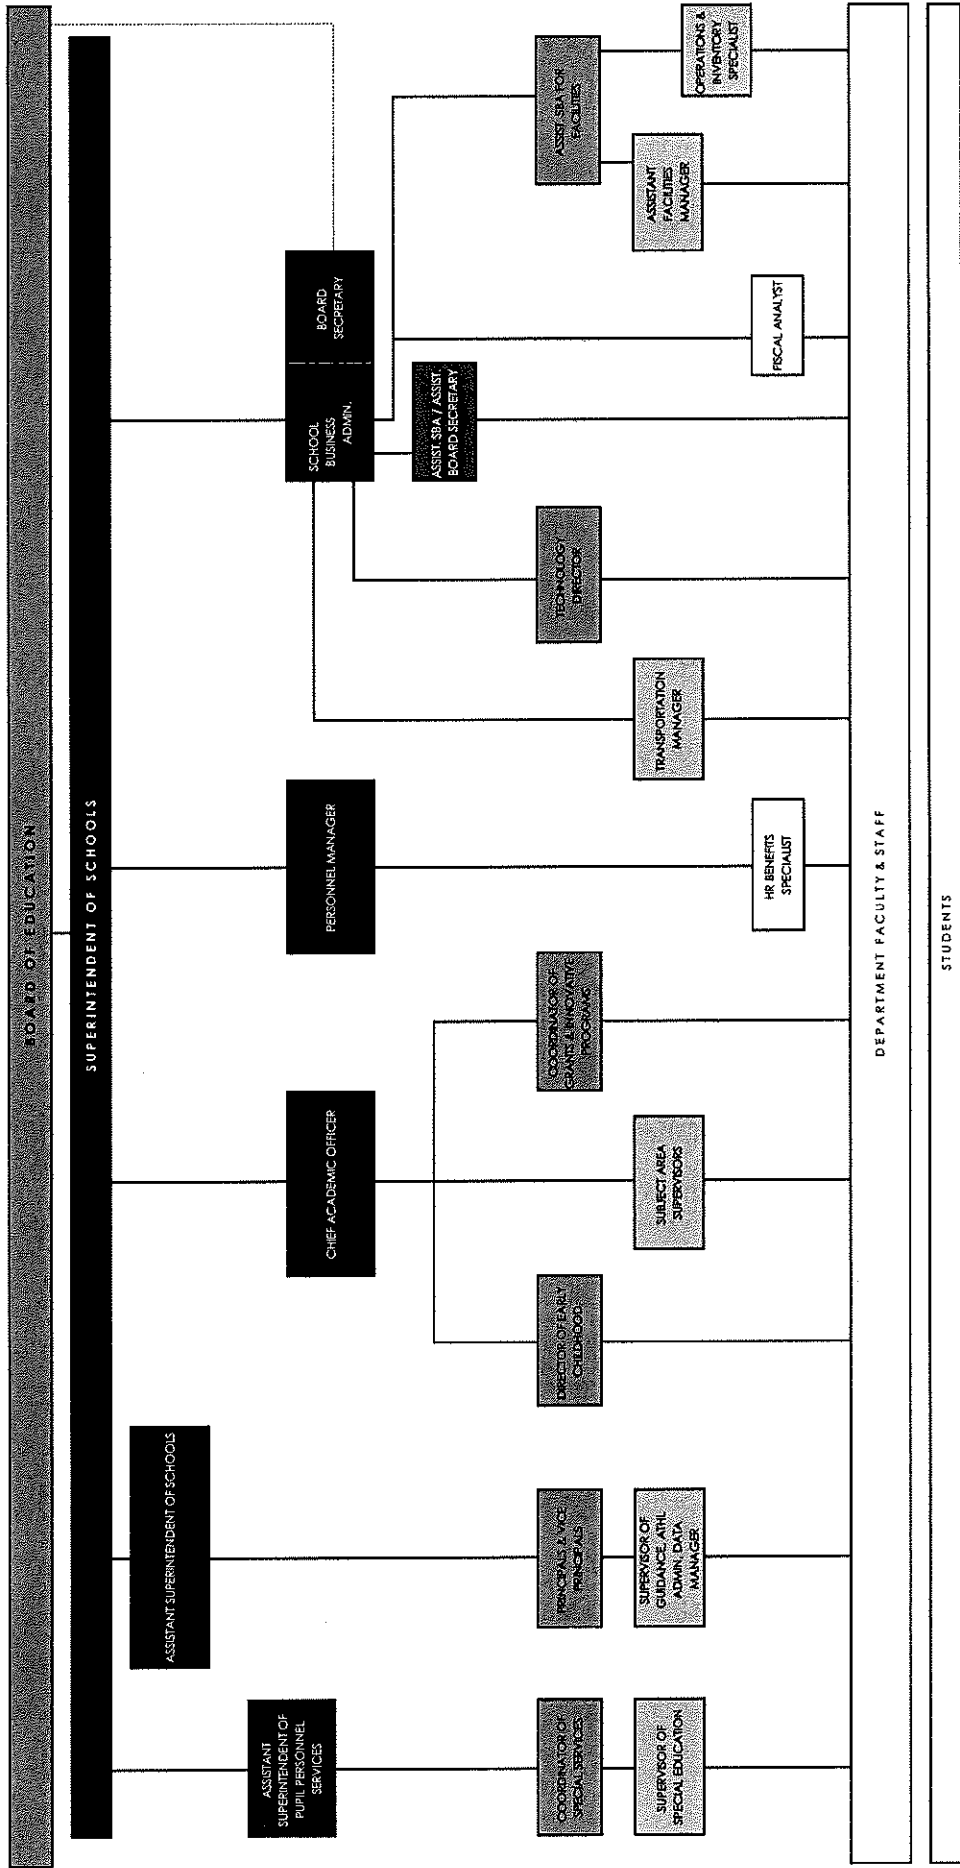 BOARD OF EDUCATION
SUPERINTENDENT OF SCHOOLS
ASSISTANT
SUPERINTENDENT OF
PUPIL PERSONNEL
SERVICES
COORDINATOR OF
SPECIAL SERVICES
SUPERVISOR OF
SPECIAL EDUCATION
ASSISTANT SUPERINTENDENT OF SCHOOLS
PRINCIPALS & VICE
PRINCIPALS
SUPERVISOR OF
GUIDANCE, ATHL
ADMIN, DATA
MANAGER
CHIEF ACADEMIC OFFICER
DIRECTOR OF EARLY
CHILDHOOD
SUBJECT AREA
SUPERVISORS
COORDINATOR OF
GRANTS & INNOVATIVE
PROGRAMS
PERSONNEL MANAGER
HR BENEFITS
SPECIALIST
TRANSPORTATION
MANAGER
TECHNOLOGY
DIRECTOR
SCHOOL
BUSINESS
ADMIN.
BOARD
SECRETARY
ASSIST. SBA / ASSIST.
BOARD SECRETARY
FISCAL ANALYST
ASSIST. SBA FOR
FACILITIES
ASSISTANT
FACILITIES
MANAGER
OPERATIONS &
INVENTORY
SPECIALIST
DEPARTMENT FACULTY & STAFF
STUDENTS